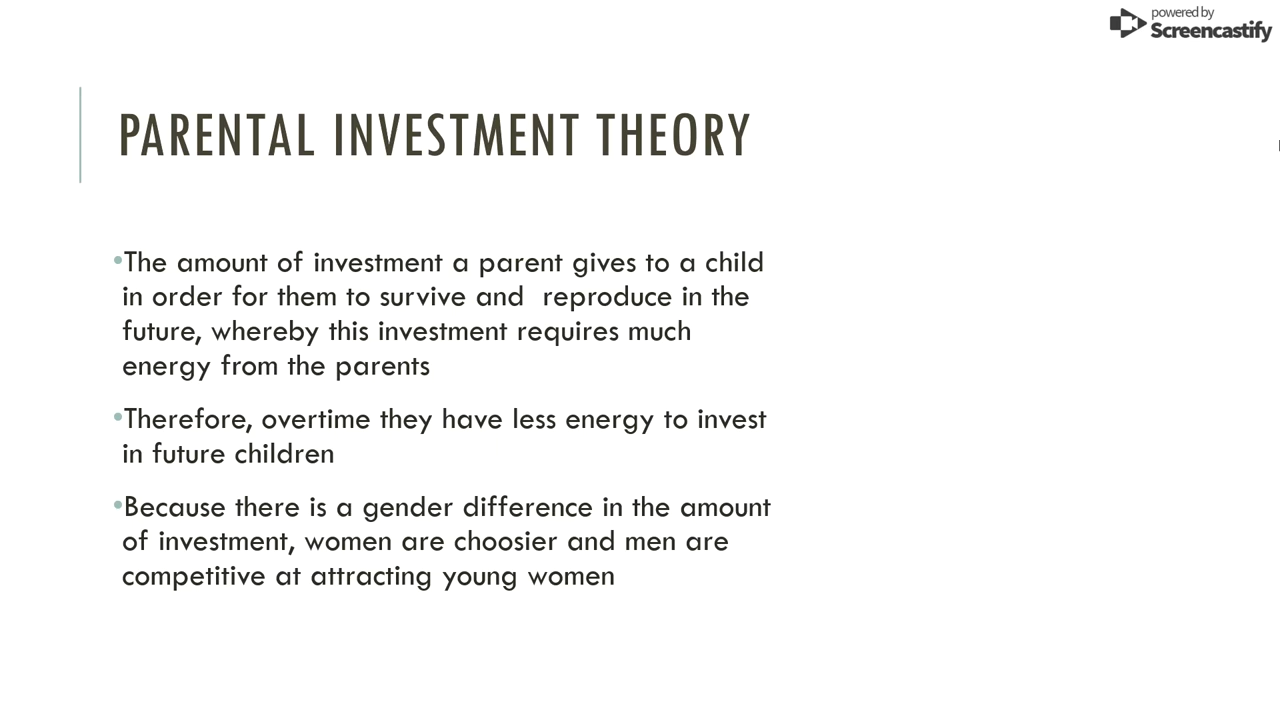 powered by
Screencastify
PARENTAL INVESTMENT THEORY
•The amount of investment a parent gives to a child
in order for them to survive and  reproduce in the
future, whereby this investment requires much
energy from the parents
•Therefore, overtime they have less energy to invest
in future children
•Because there is a gender difference in the amount
of investment, women are choosier and men are
competitive at attracting young women